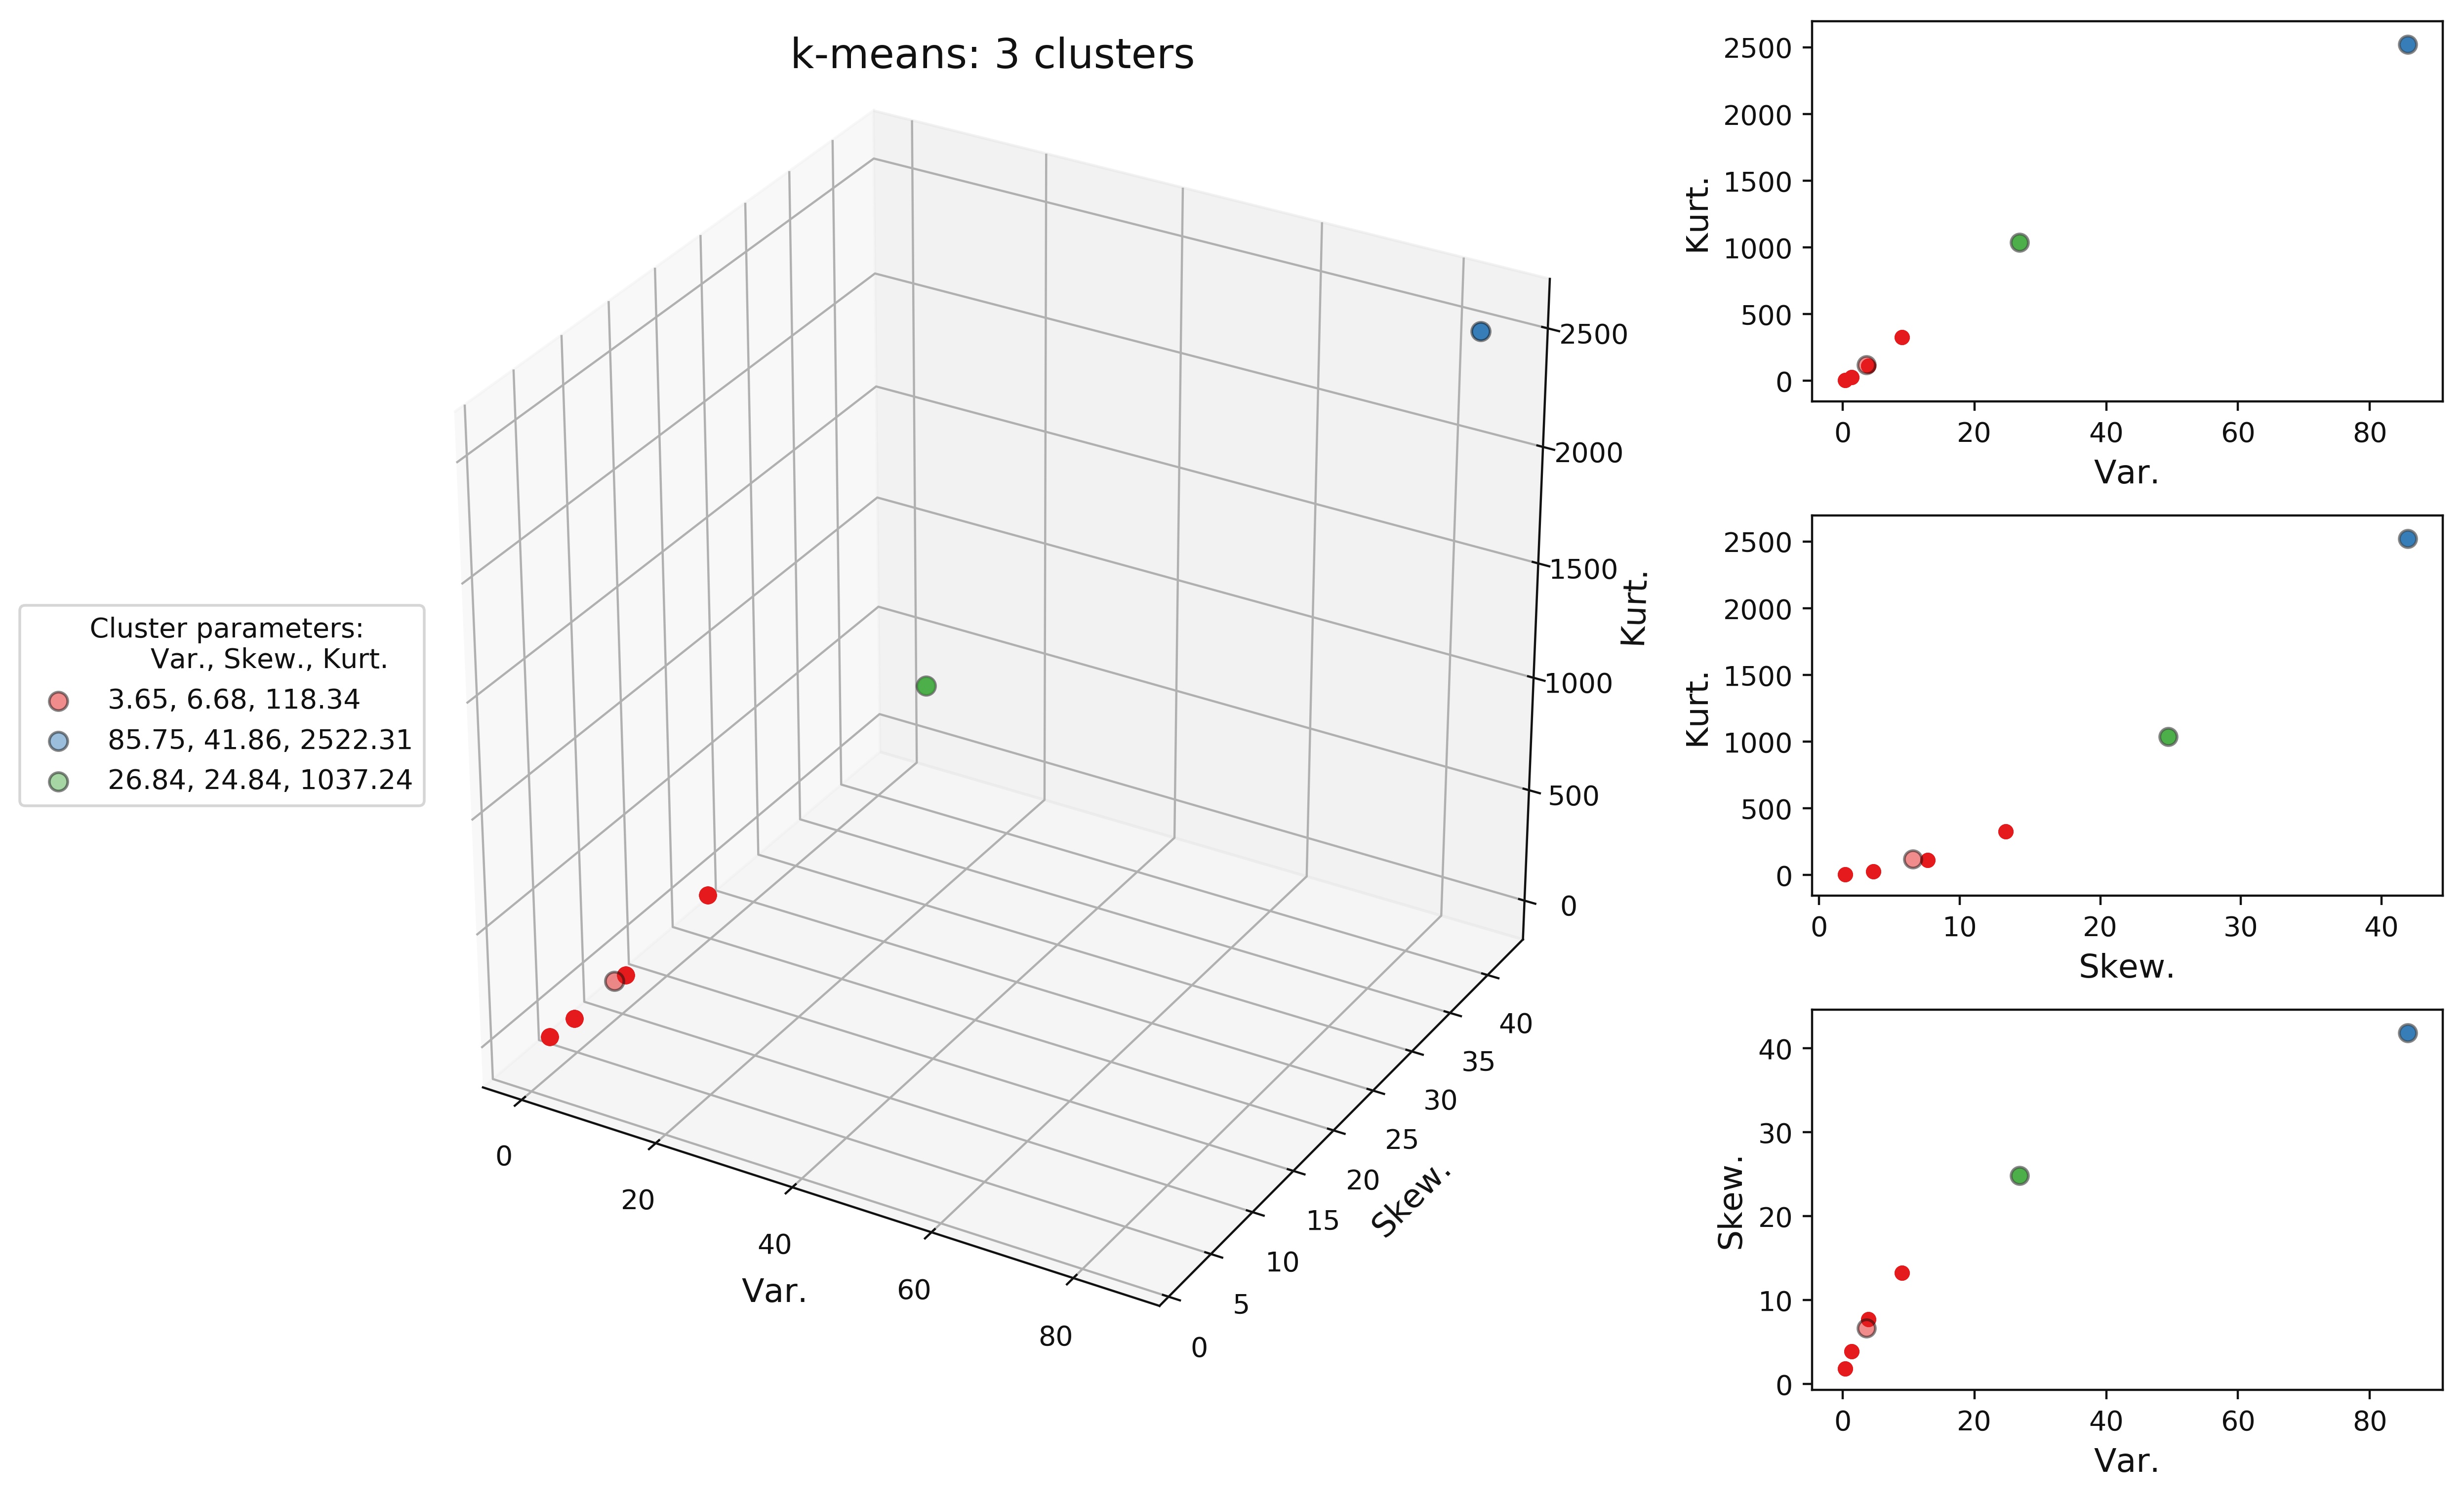 k-means: 3 clusters
Cluster parameters:
Var., Skew., Kurt.
3.65, 6.68, 118.34
85.75, 41.86, 2522.31
26.84, 24.84, 1037.24
0
20
40
60
80
Var.
0
5
10
15
20
25
30
35
40
Skew.
2500
2000
1500
1000
500
0
Kurt.
2500
2000
1500
1000
500
0
Kurt.
0 20 40 60 80
Var.
2500
2000
1500
1000
500
0
Kurt.
0 10 20 30 40
Skew.
40
30
20
10
0
Skew.
0 20 40 60 80
Var.